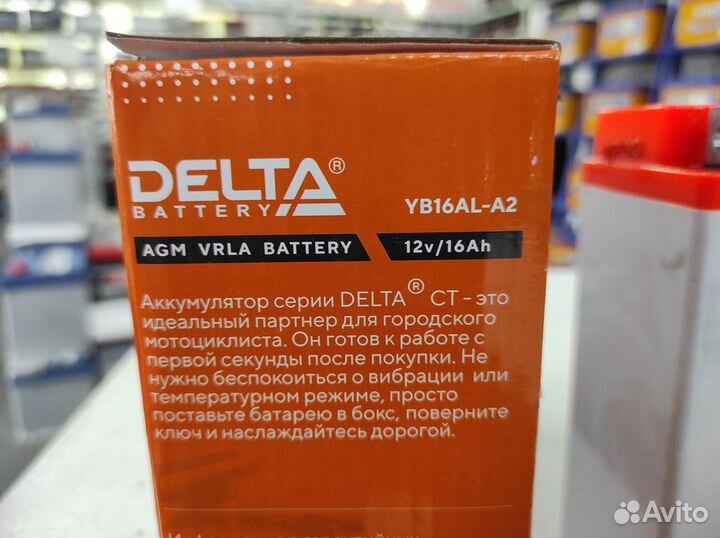 DELTA®
BATTERY
YB16AL-A2
AGM VRLA BATTERY
12v/16Ah
Аккумулятор серии DELTA® CT - это
идеальный партнер для городского
мотоциклиста. Он готов к работе с
первой секунды после покупки. Не
нужно беспокоиться о вибрации или
температурном режиме, просто
поставьте батарею в бокс, поверните
ключ и наслаждайтесь дорогой.
Avito